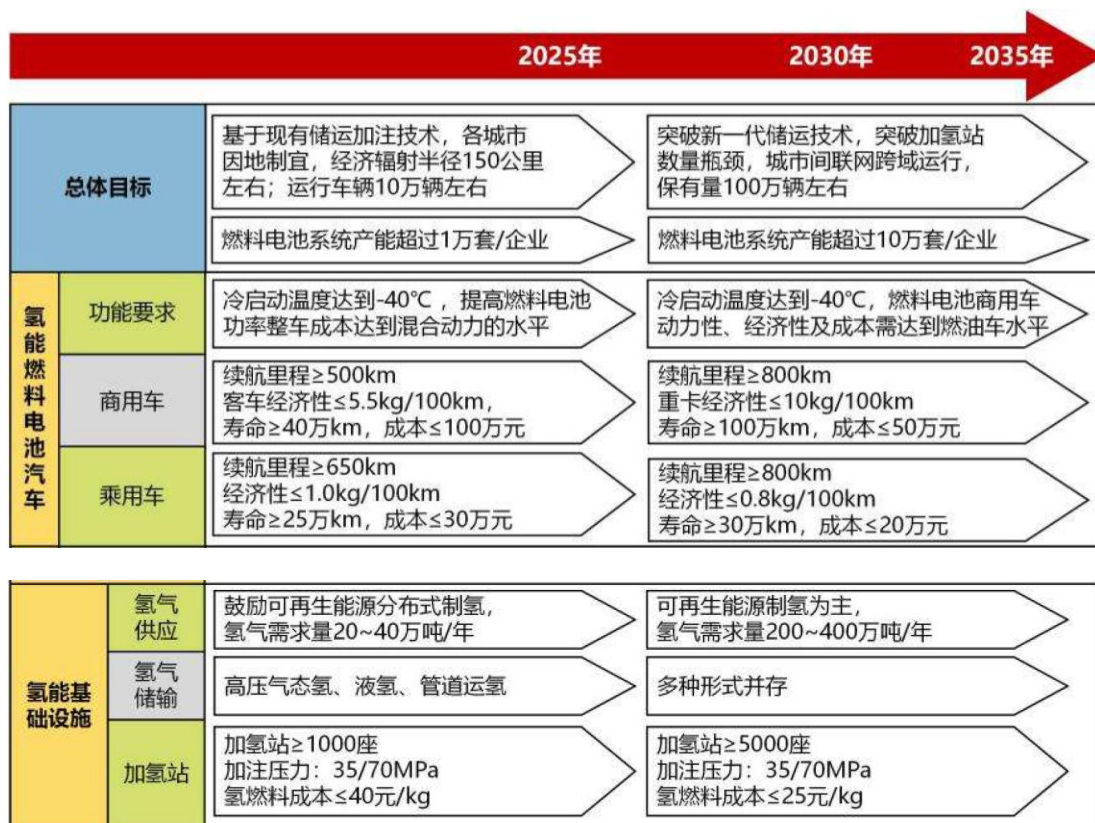 2025年
2030年
2035年
总体目标
基于现有储运加注技术，各城市
因地制宜，经济辐射半径150公里
左右；运行车辆10万辆左右
突破新一代储运技术，突破加氢站
数量瓶颈，城市间联网跨域运行，
保有量100万辆左右
燃料电池系统产能超过1万套/企业
燃料电池系统产能超过10万套/企业
氢能燃料电池汽车
功能要求
冷启动温度达到-40℃ ，提高燃料电池
功率整车成本达到混合动力的水平
冷启动温度达到-40℃，燃料电池商用车
动力性、经济性及成本需达到燃油车水平
商用车
续航里程≥500km
客车经济性≤5.5kg/100km，
寿命≥40万km，成本≤100万元
续航里程≥800km
重卡经济性≤10kg/100km
寿命≥100万km，成本≤50万元
乘用车
续航里程≥650km
经济性≤1.0kg/100km
寿命≥25万km，成本≤30万元
续航里程≥800km
经济性≤0.8kg/100km
寿命≥30万km，成本≤20万元
氢能基
础设施
氢气
供应
鼓励可再生能源分布式制氢，
氢气需求量20~40万吨/年
可再生能源制氢为主，
氢气需求量200~400万吨/年
氢气
储输
高压气态氢、液氢、管道运氢
多种形式并存
加氢站
加氢站≥1000座
加注压力：35/70MPa
氢燃料成本≤40元/kg
加氢站≥5000座
加注压力：35/70MPa
氢燃料成本≤25元/kg